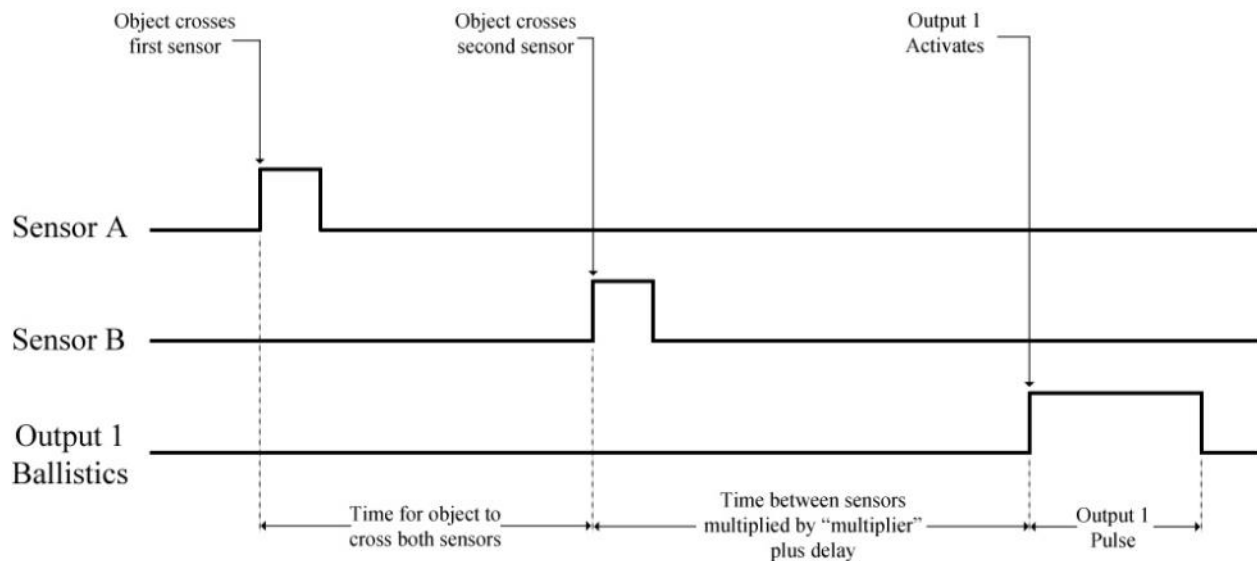 Object crosses
first sensor
Object crosses
second sensor
Output 1
Activates
Sensor A
Sensor B
Output 1
Ballistics
Time for object to
cross both sensors
Time between sensors
multiplied by “multiplier”
plus delay
Output 1
Pulse